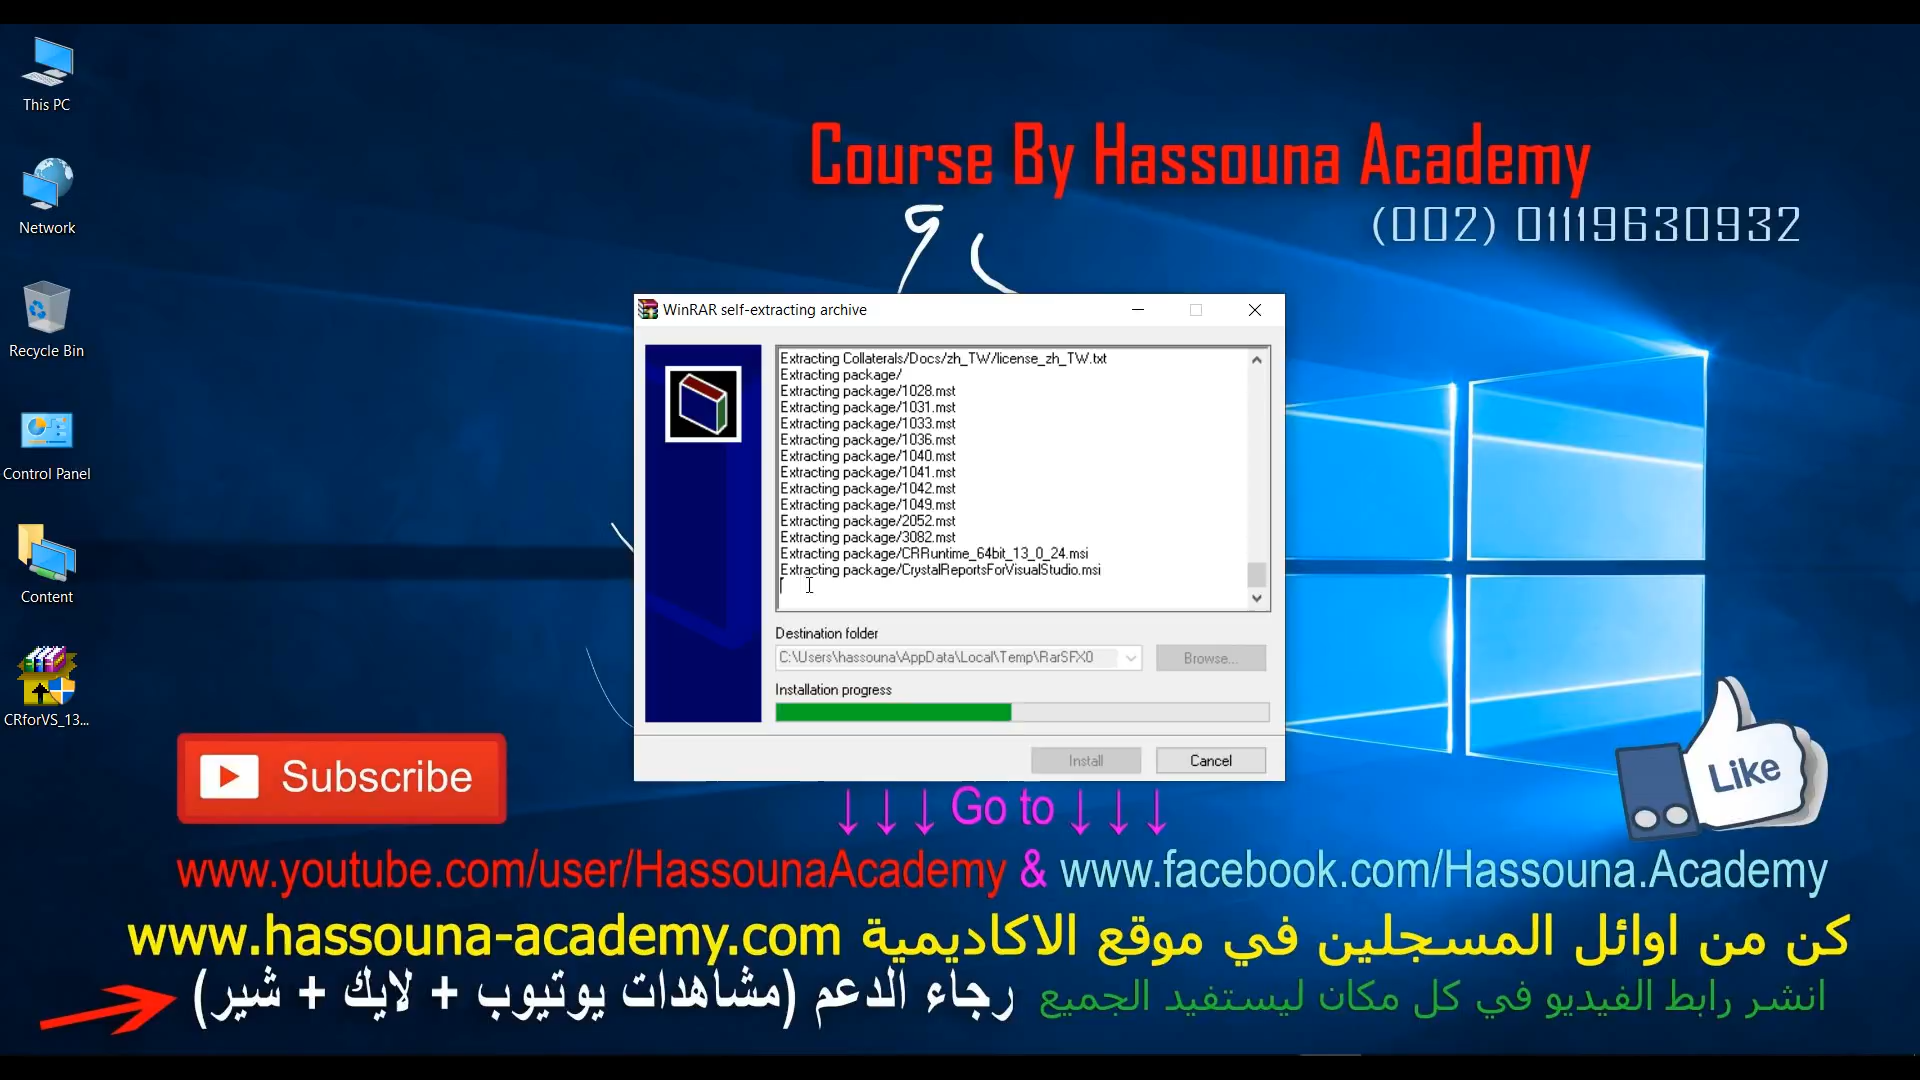 This PC
Network
Recycle Bin
Control Panel
Content
CRforVS_13...
Course By Hassouna Academy
(002) 01119630932
WinRAR self-extracting archive
Extracting Collaterals/Docs/zh_TW/license_zh_TW.txt
Extracting package/
Extracting package/1028.mst
Extracting package/1031.mst
Extracting package/1033.mst
Extracting package/1036.mst
Extracting package/1040.mst
Extracting package/1041.mst
Extracting package/1042.mst
Extracting package/1049.mst
Extracting package/2052.mst
Extracting package/3082.mst
Extracting package/CRRuntime_64bit_13_0_24.msi
Extracting package/CrystalReportsForVisualStudio.msi
Destination folder
C:\Users\hassouna\AppData\Local\Temp\RarSFX0
Browse...
Installation progress
Install
Cancel
Subscribe
Like
↓ ↓ ↓ Go to ↓ ↓ ↓
www.youtube.com/user/HassounaAcademy & www.facebook.com/Hassouna.Academy
كن من اوائل المسجلين في موقع الاكاديمية www.hassouna-academy.com
انشر رابط الفيديو في كل مكان ليستفيد الجميع رجاء الدعم (مشاهدات يوتيوب + لايك + شير)